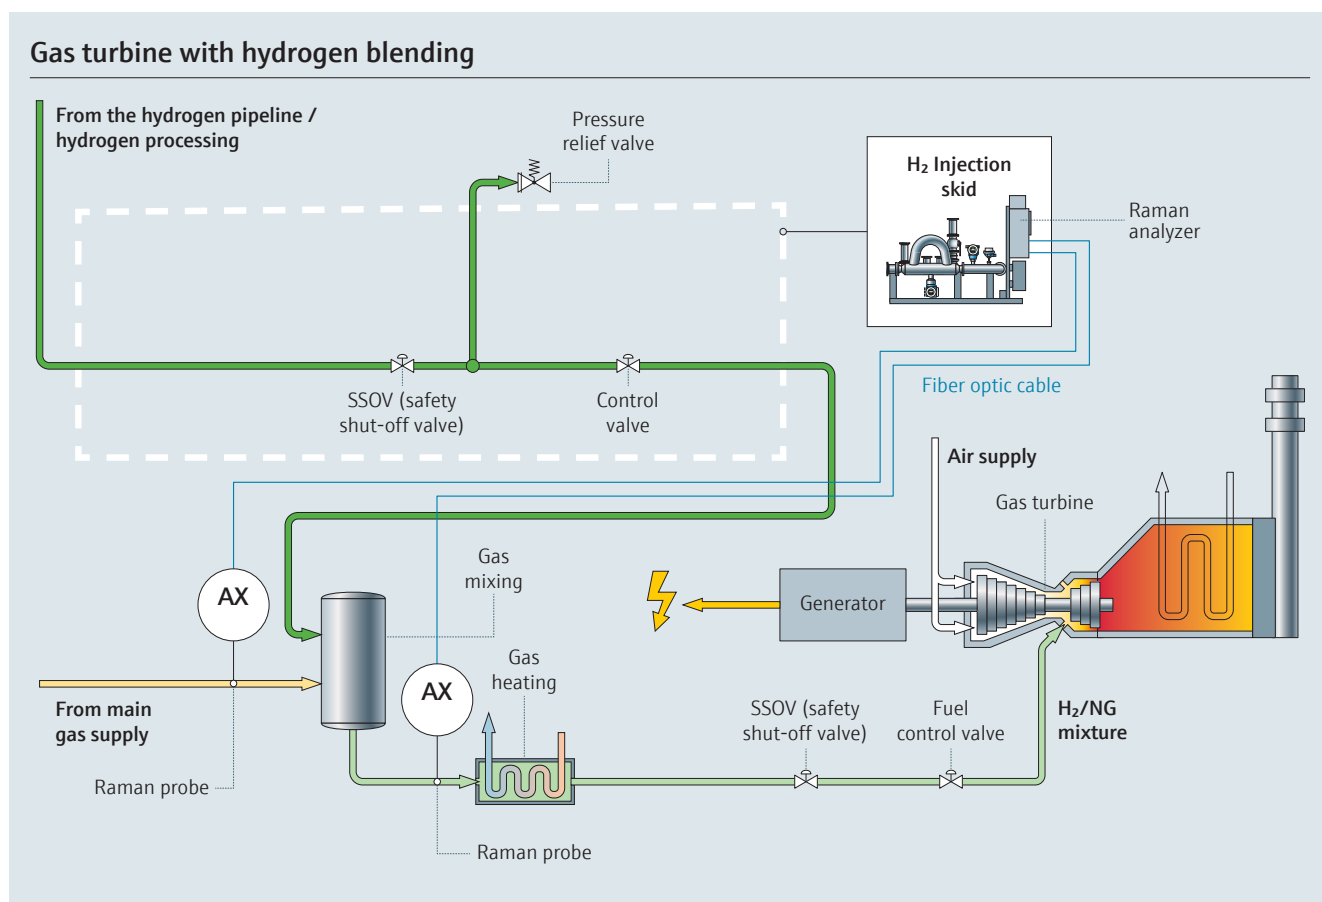 Gas turbine with hydrogen blending
From the hydrogen pipeline /
hydrogen processing
Pressure
relief valve
H₂ Injection
skid
Raman
analyzer
SSOV (safety
shut-off valve)
Control
valve
Fiber optic cable
Air supply
Gas turbine
Gas
mixing
AX
Generator
Gas
heating
AX
From main
gas supply
SSOV (safety
shut-off valve)
Fuel
control valve
H₂/NG
mixture
Raman probe
Raman probe